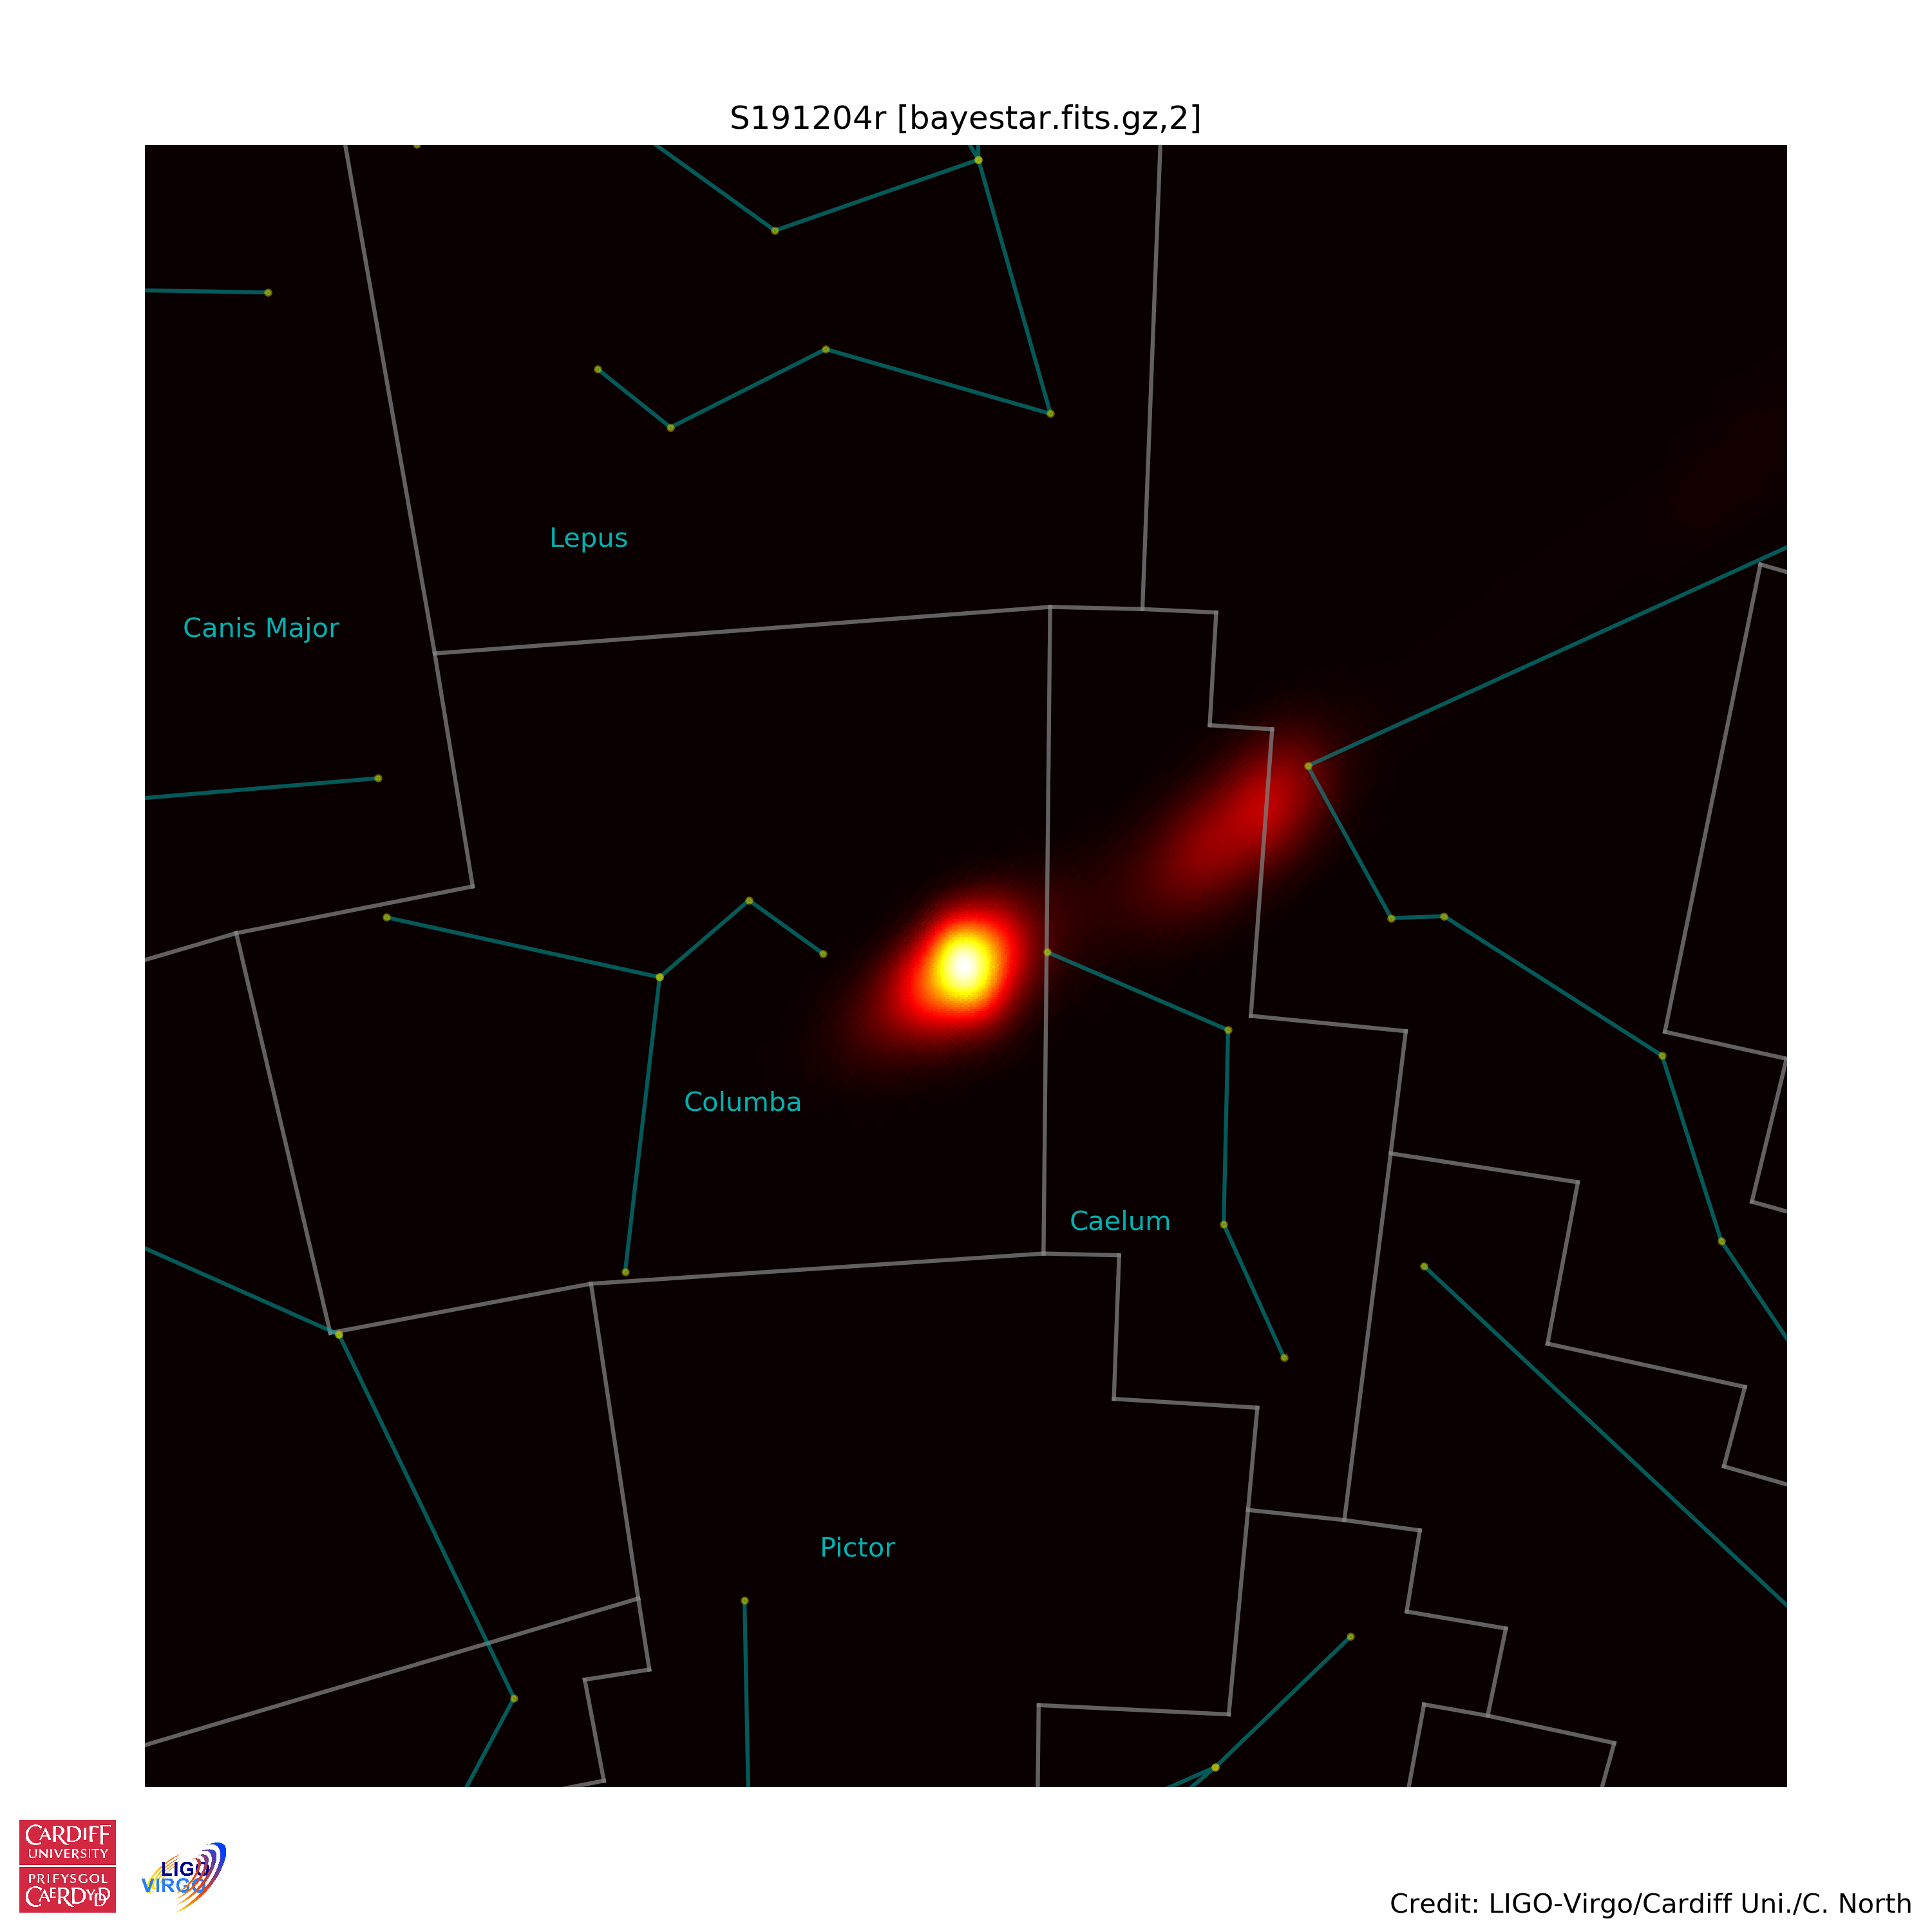 S191204r [bayestar.fits.gz,2]
Lepus
Canis Major
Columba
Caelum
Pictor
CARDIFF
UNIVERSITY
PRIFYSGOL
CAERDYDD
LIGO
VIRGO
Credit: LIGO-Virgo/Cardiff Uni./C. North